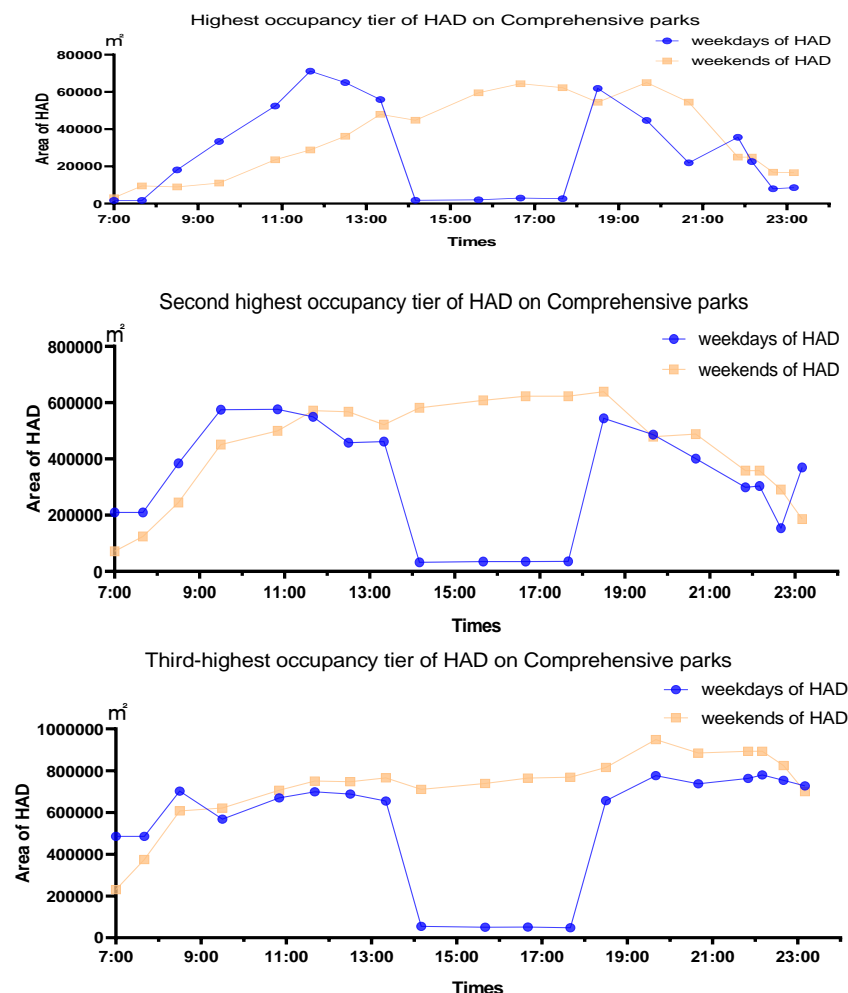 Highest occupancy tier of HAD on Comprehensive parks
m²
weekdays of HAD
weekends of HAD
80000
60000
40000
20000
0
Area of HAD
7:00 9:00 11:00 13:00 15:00 17:00 19:00 21:00 23:00
Times
Second highest occupancy tier of HAD on Comprehensive parks
m²
weekdays of HAD
weekends of HAD
800000
600000
400000
200000
0
Area of HAD
7:00 9:00 11:00 13:00 15:00 17:00 19:00 21:00 23:00
Times
Third-highest occupancy tier of HAD on Comprehensive parks
m²
weekdays of HAD
weekends of HAD
1000000
800000
600000
400000
200000
0
Area of HAD
7:00 9:00 11:00 13:00 15:00 17:00 19:00 21:00 23:00
Times